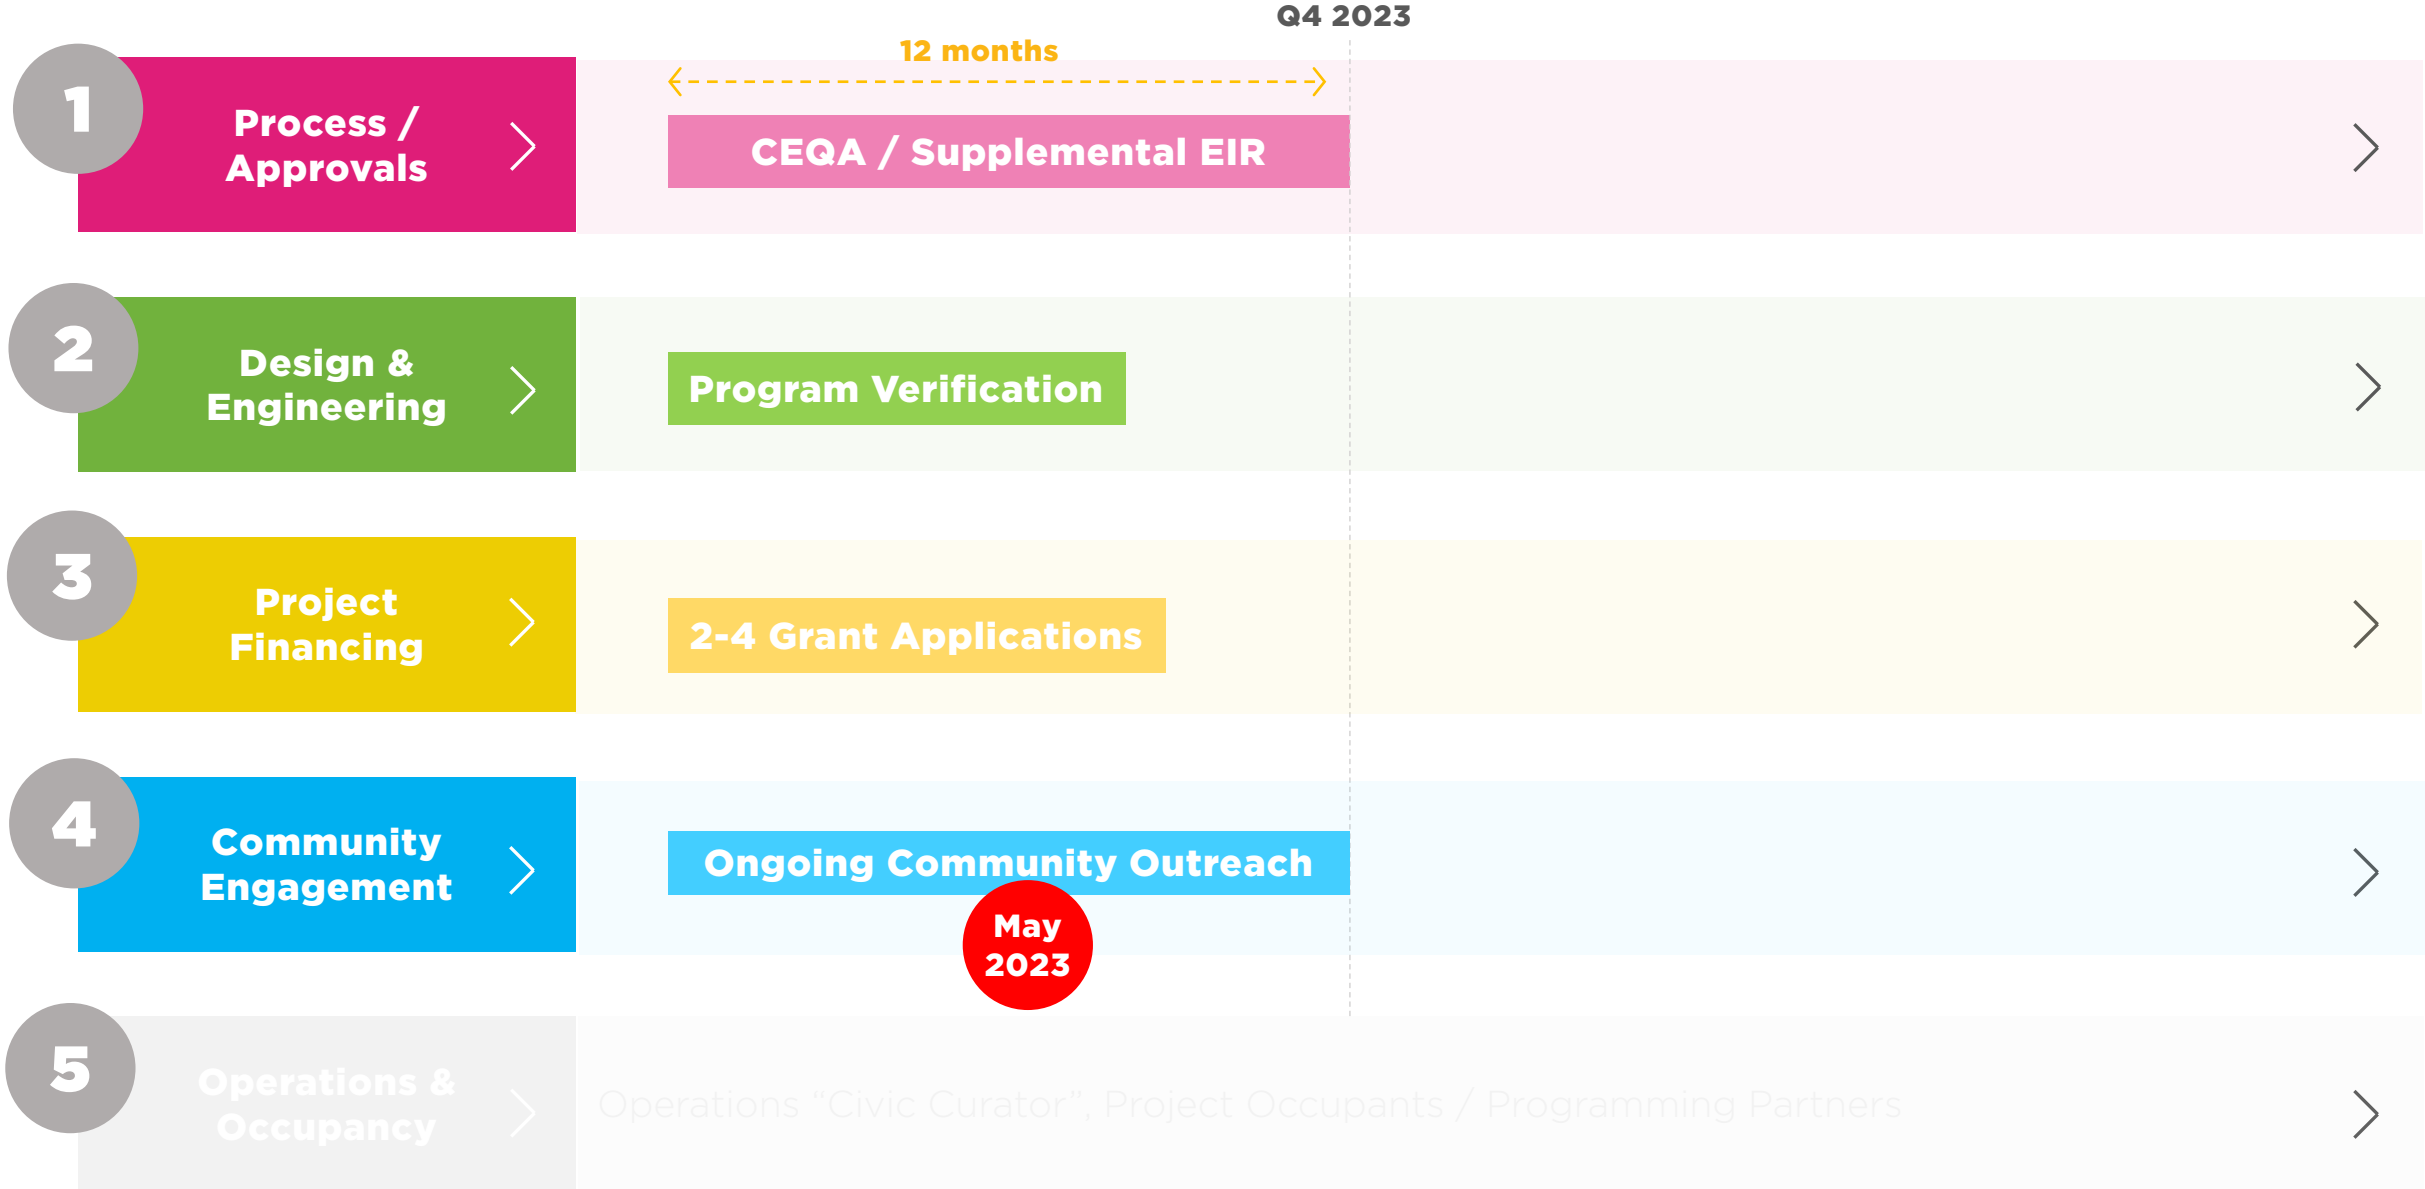 Q4 2023
12 months
1
Process /
Approvals
CEQA / Supplemental EIR
2
Design &
Engineering
Program Verification
3
Project
Financing
2-4 Grant Applications
4
Community
Engagement
Ongoing Community Outreach
May
2023
5
Operations &
Occupancy
Operations “Civic Curator”, Project Occupants / Programming Partners